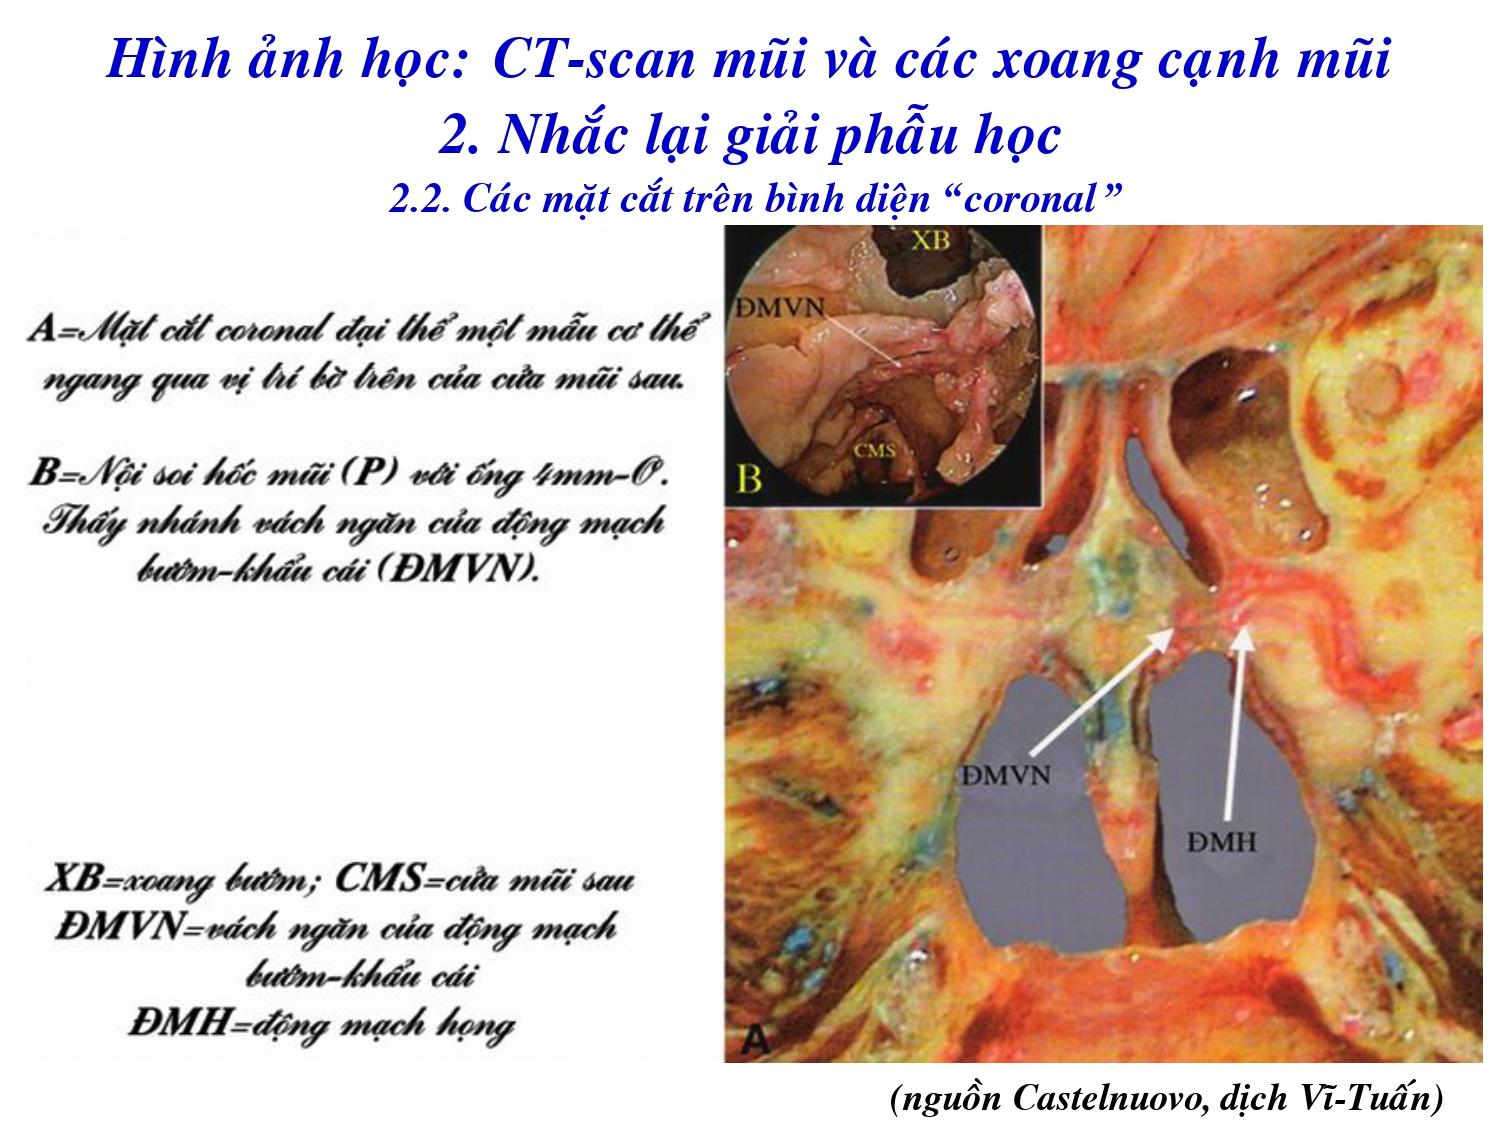 Hình ảnh học: CT-scan mũi và các xoang cạnh mũi
2. Nhắc lại giải phẫu học
2.2. Các mặt cắt trên bình diện “coronal”
A=Mặt cắt coronal đại thể một mẫu cơ thể
ngang qua vị trí bờ trên của cửa mũi sau.
B=Nội soi hốc mũi (P) với ống 4mm-O°.
Thấy nhánh vách ngăn của động mạch
bướm-khẩu cái (ĐMVN).
XB=xoang bướm; CMS=cửa mũi sau
ĐMVN=vách ngăn của động mạch
bướm-khẩu cái
ĐMH=động mạch họng
XB
ĐMVN
CMS
B
ĐMVN
ĐMH
A
(nguồn Castelnuovo, dịch Vĩ-Tuấn)